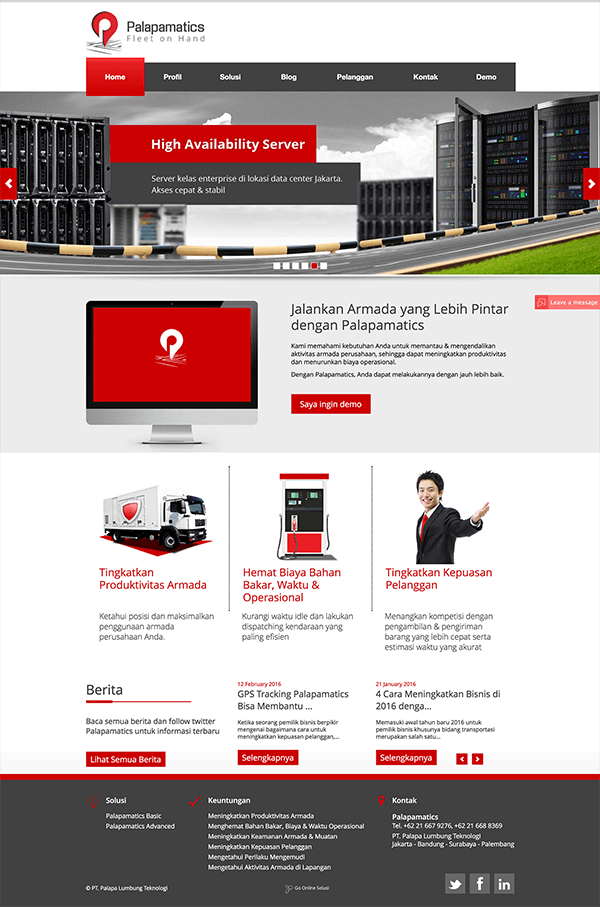 Palapamatics
Fleet on Hand
Home Profil Solusi Blog Pelanggan Kontak Demo
High Availability Server
Server kelas enterprise di lokasi data center Jakarta.
Akses cepat & stabil
Leave a message
Jalankan Armada yang Lebih Pintar
dengan Palapamatics
Kami memahami kebutuhan Anda untuk memantau & mengendalikan
aktivitas armada perusahaan, sehingga dapat meningkatkan produktivitas
dan menurunkan biaya operasional.
Dengan Palapamatics, Anda dapat melakukannya dengan jauh lebih baik.
Saya ingin demo
Tingkatkan
Produktivitas Armada
Ketahui posisi dan maksimalkan
penggunaan armada
perusahaan Anda.
Hemat Biaya Bahan
Bakar, Waktu &
Operasional
Kurangi waktu idle dan lakukan
dispatching kendaraan yang
paling efisien
Tingkatkan Kepuasan
Pelanggan
Menangkan kompetisi dengan
pengambilan & pengiriman
barang yang lebih cepat serta
estimasi waktu yang akurat
Berita
Baca semua berita dan follow twitter
Palapamatics untuk informasi terbaru
Lihat Semua Berita
12 February 2016
GPS Tracking Palapamatics
Bisa Membantu ...
Ketika seorang pemilik bisnis berpikir
mengenai bagaimana cara untuk
meningkatkan kepuasan pelanggan,...
Selengkapnya
21 January 2016
4 Cara Meningkatkan Bisnis di
2016 denga...
Memasuki awal tahun baru 2016 untuk
pemilik bisnis khusunya bidang transportasi
merupakan salah satu...
Selengkapnya
Solusi
Palapamatics Basic
Palapamatics Advanced
Keuntungan
Meningkatkan Produktivitas Armada
Menghemat Bahan Bakar, Biaya & Waktu Operasional
Meningkatkan Keamanan Armada & Muatan
Meningkatkan Kepuasan Pelanggan
Mengetahui Perilaku Mengemudi
Mengetahui Aktivitas Armada di Lapangan
Kontak
Palapamatics
Tel. +62 21 667 9276, +62 21 668 8369
PT. Palapa Lumbung Teknologi
Jakarta - Bandung - Surabaya - Palembang
© PT. Palapa Lumbung Teknologi
Go Online Solusi